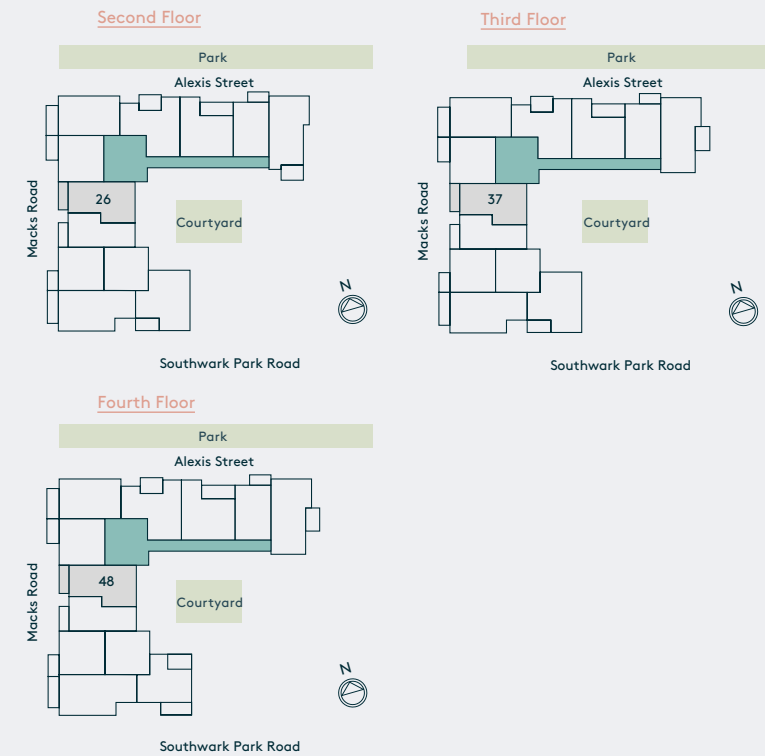 Second Floor
Park
Alexis Street
Macks Road
26
Courtyard
N
Southwark Park Road
Third Floor
Park
Alexis Street
Macks Road
37
Courtyard
N
Southwark Park Road
Fourth Floor
Park
Alexis Street
Macks Road
48
Courtyard
N
Southwark Park Road